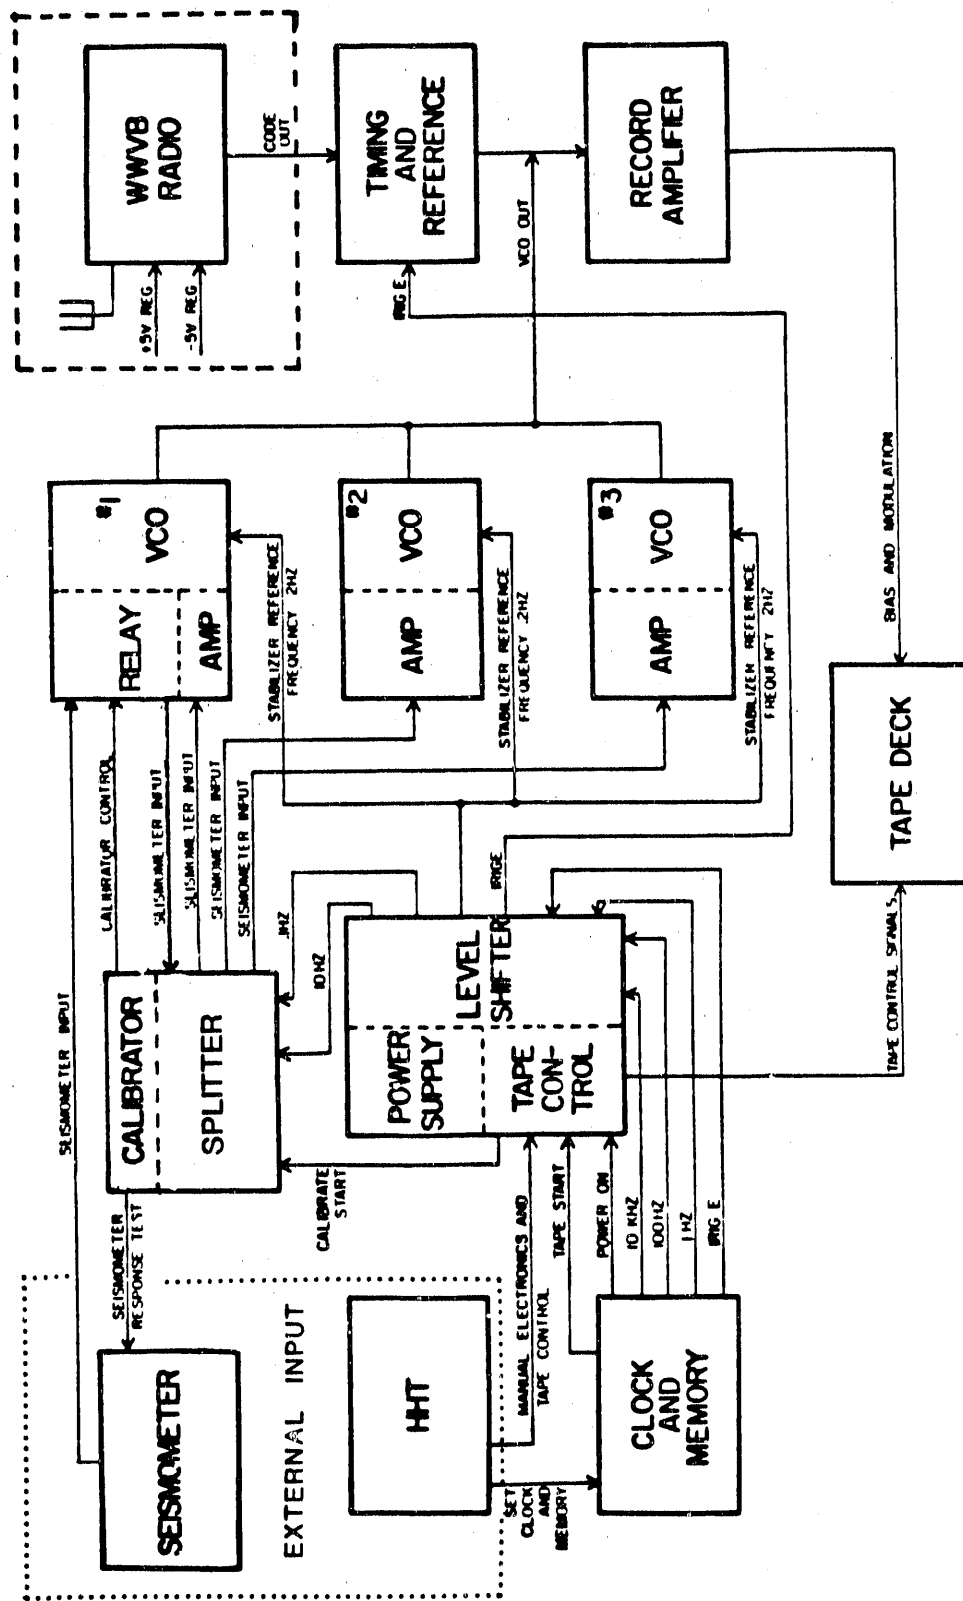 SEISMOMETER
EXTERNAL INPUT
HHT
SEISMOMETER INPUT
SEISMOMETER
RESPONSE TEST
SET
CLOCK AND
MEMORY
MANUAL ELECTRONICS AND
TAPE CONTROL
CLOCK
AND
MEMORY
CALIBRATOR
SPLITTER
CALIBRATE
START
TAPE START
POWER ON
10 KHZ
100HZ
1 HZ
IRIG E
POWER
SUPPLY
TAPE
CON-
TROL
LEVEL
SHIFTER
CALIBRATOR CONTROL
SEISMOMETER INPUT
SEISMOMETER INPUT
SEISMOMETER INPUT
SEISMOMETER INPUT
.1HZ
10HZ
IRIGE
TAPE CONTROL SIGNALS
RELAY
AMP
#1
VCO
STABILIZER REFERENCE
FREQUENCY 2HZ
AMP
#2
VCO
STABILIZER REFERENCE
FREQUENCY .2HZ
AMP
#3
VCO
STABILIZER REFERENCE
FREQUENCY 2HZ
TAPE DECK
BIAS AND MODULATION
WWVB
RADIO
+5V REG
-5V REG
CODE
OUT
TIMING
AND
REFERENCE
IRIG E
VCO OUT
RECORD
AMPLIFIER